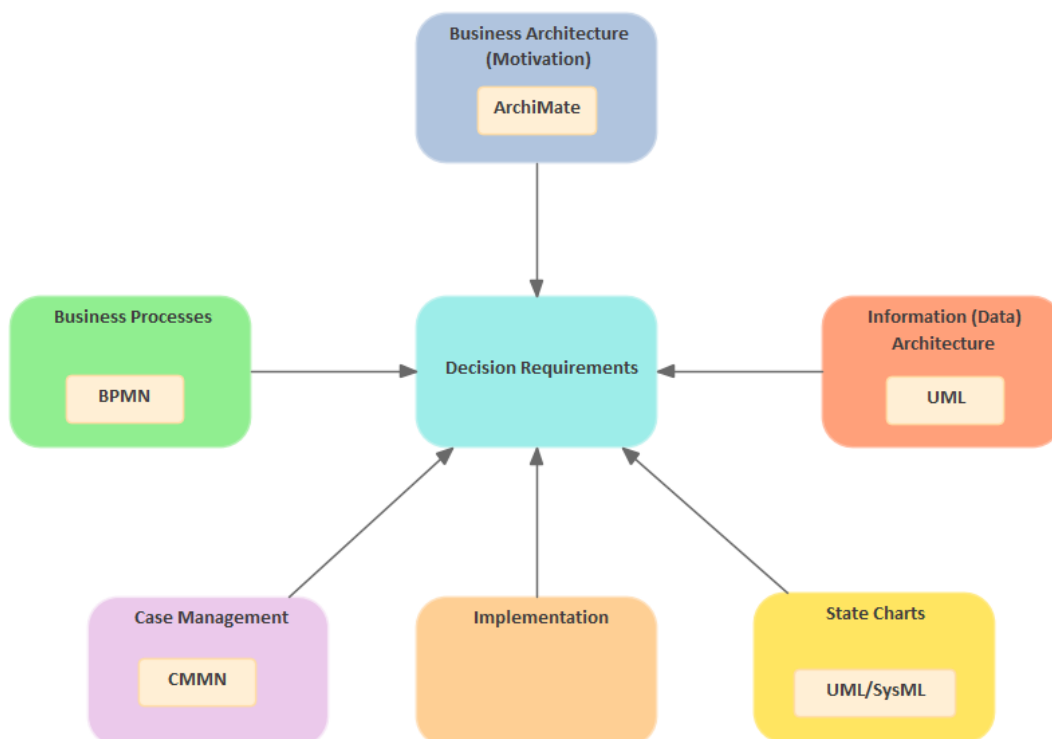 Business Architecture
(Motivation)
ArchiMate
Business Processes
BPMN
Decision Requirements
Information (Data)
Architecture
UML
Case Management
CMMN
Implementation
State Charts
UML/SysML